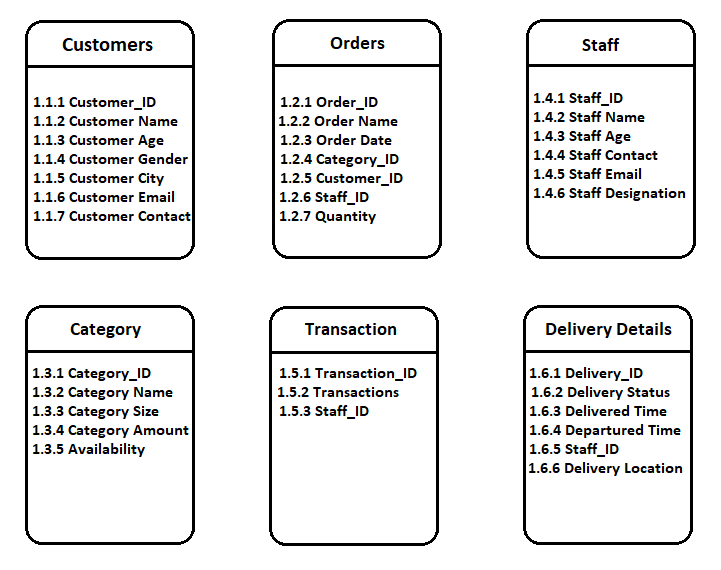 Customers
1.1.1 Customer_ID
1.1.2 Customer Name
1.1.3 Customer Age
1.1.4 Customer Gender
1.1.5 Customer City
1.1.6 Customer Email
1.1.7 Customer Contact
Orders
1.2.1 Order_ID
1.2.2 Order Name
1.2.3 Order Date
1.2.4 Category_ID
1.2.5 Customer_ID
1.2.6 Staff_ID
1.2.7 Quantity
Staff
1.4.1 Staff_ID
1.4.2 Staff Name
1.4.3 Staff Age
1.4.4 Staff Contact
1.4.5 Staff Email
1.4.6 Staff Designation
Category
1.3.1 Category_ID
1.3.2 Category Name
1.3.3 Category Size
1.3.4 Category Amount
1.3.5 Availability
Transaction
1.5.1 Transaction_ID
1.5.2 Transactions
1.5.3 Staff_ID
Delivery Details
1.6.1 Delivery_ID
1.6.2 Delivery Status
1.6.3 Delivered Time
1.6.4 Departured Time
1.6.5 Staff_ID
1.6.6 Delivery Location